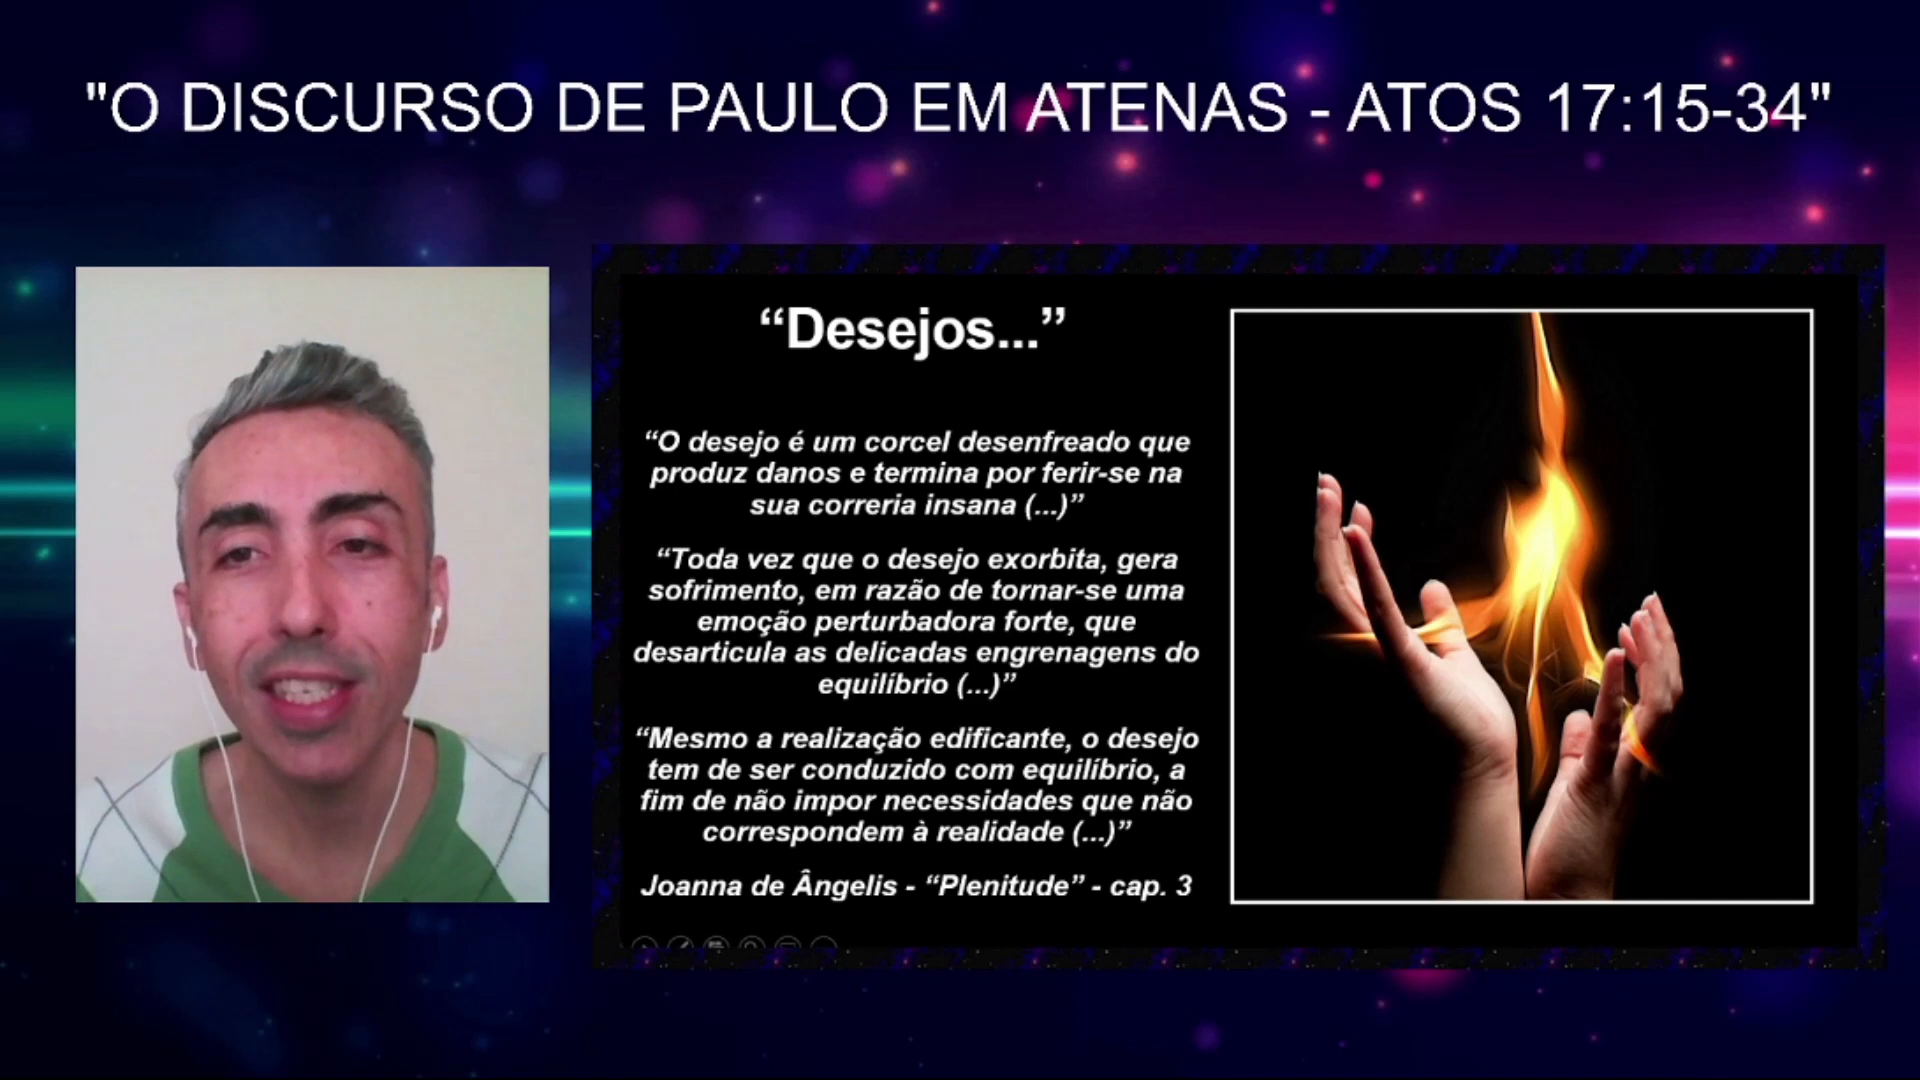 "O DISCURSO DE PAULO EM ATENAS - ATOS 17:15-34"
“Desejos...”
“O desejo é um corcel desenfreado que
produz danos e termina por ferir-se na
sua correria insana (...)”
“Toda vez que o desejo exorbita, gera
sofrimento, em razão de tornar-se uma
emoção perturbadora forte, que
desarticula as delicadas engrenagens do
equilíbrio (...)”
“Mesmo a realização edificante, o desejo
tem de ser conduzido com equilíbrio, a
fim de não impor necessidades que não
correspondem à realidade (...)”
Joanna de Ângelis - “Plenitude” - cap. 3